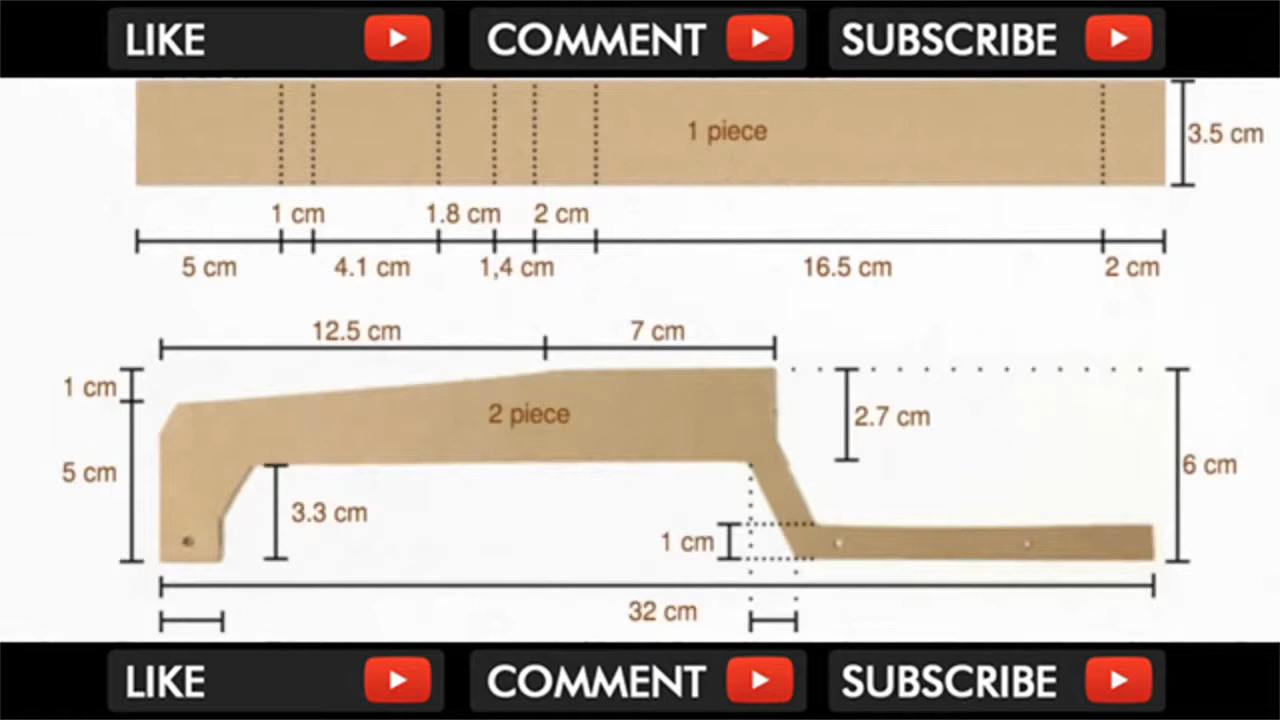 LIKE COMMENT SUBSCRIBE
1 piece
3.5 cm
1 cm 1.8 cm 2 cm
5 cm 4.1 cm 1,4 cm 16.5 cm 2 cm
12.5 cm 7 cm
1 cm
2 piece 2.7 cm
5 cm 6 cm
3.3 cm
1 cm
32 cm
LIKE COMMENT SUBSCRIBE